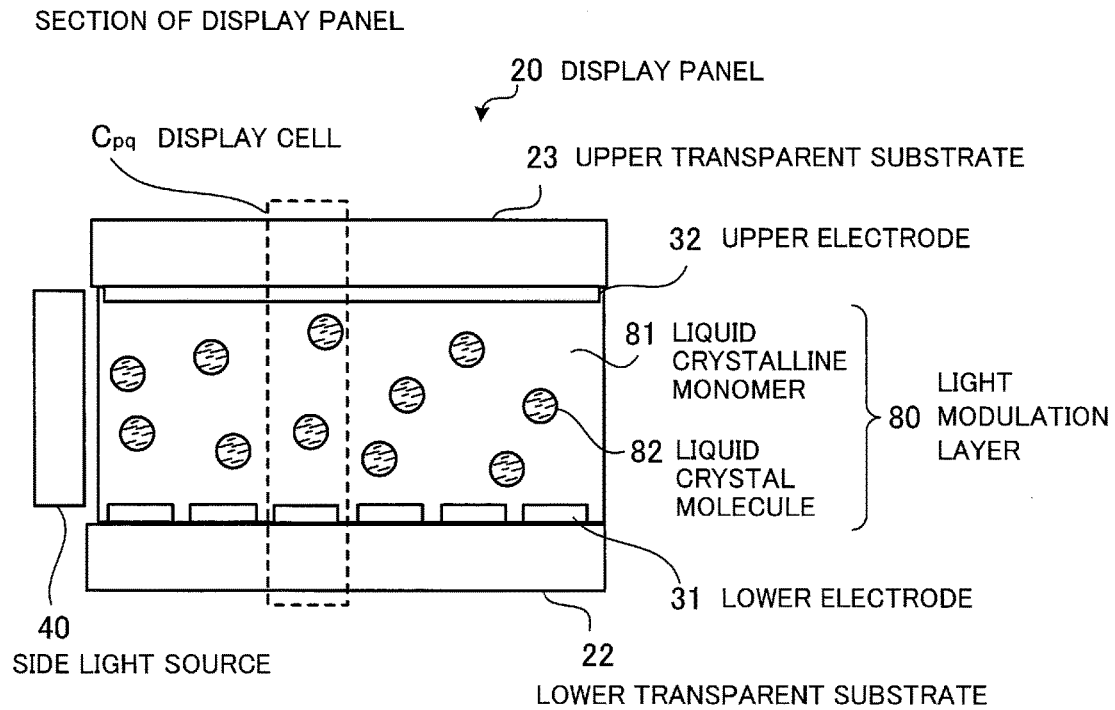 SECTION OF DISPLAY PANEL
20 DISPLAY PANEL
Cpq DISPLAY CELL
23 UPPER TRANSPARENT SUBSTRATE
32 UPPER ELECTRODE
81 LIQUID
CRYSTALLINE
MONOMER
80 LIGHT
MODULATION
LAYER
82 LIQUID
CRYSTAL
MOLECULE
31 LOWER ELECTRODE
40
SIDE LIGHT SOURCE
22
LOWER TRANSPARENT SUBSTRATE